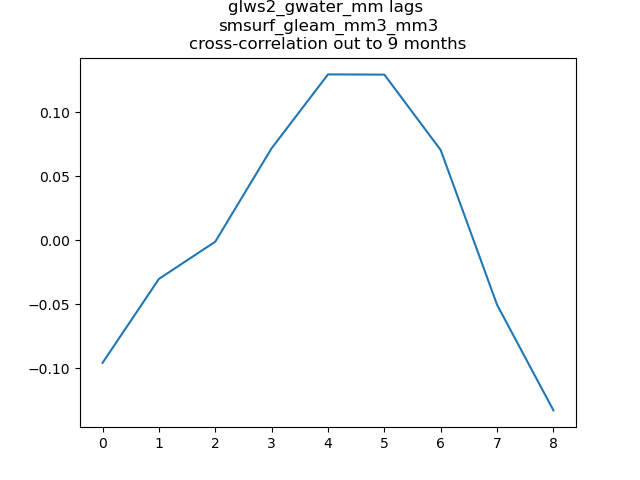 glws2_gwater_mm lags
smsurf_gleam_mm3_mm3
cross-correlation out to 9 months
0.10
0.05
0.00
−0.05
−0.10
0 1 2 3 4 5 6 7 8